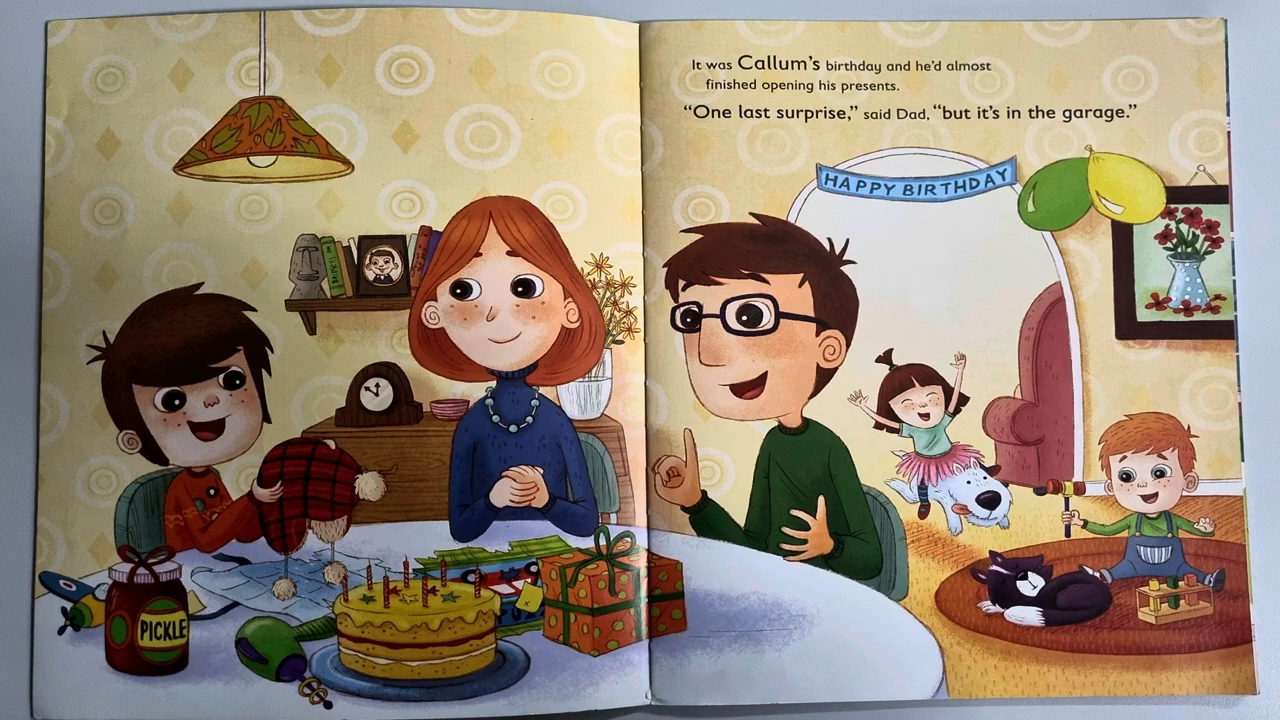 It was Callum's birthday and he'd almost
finished opening his presents.
"One last surprise," said Dad, "but it's in the garage."
HAPPY BIRTHDAY
PICKLE